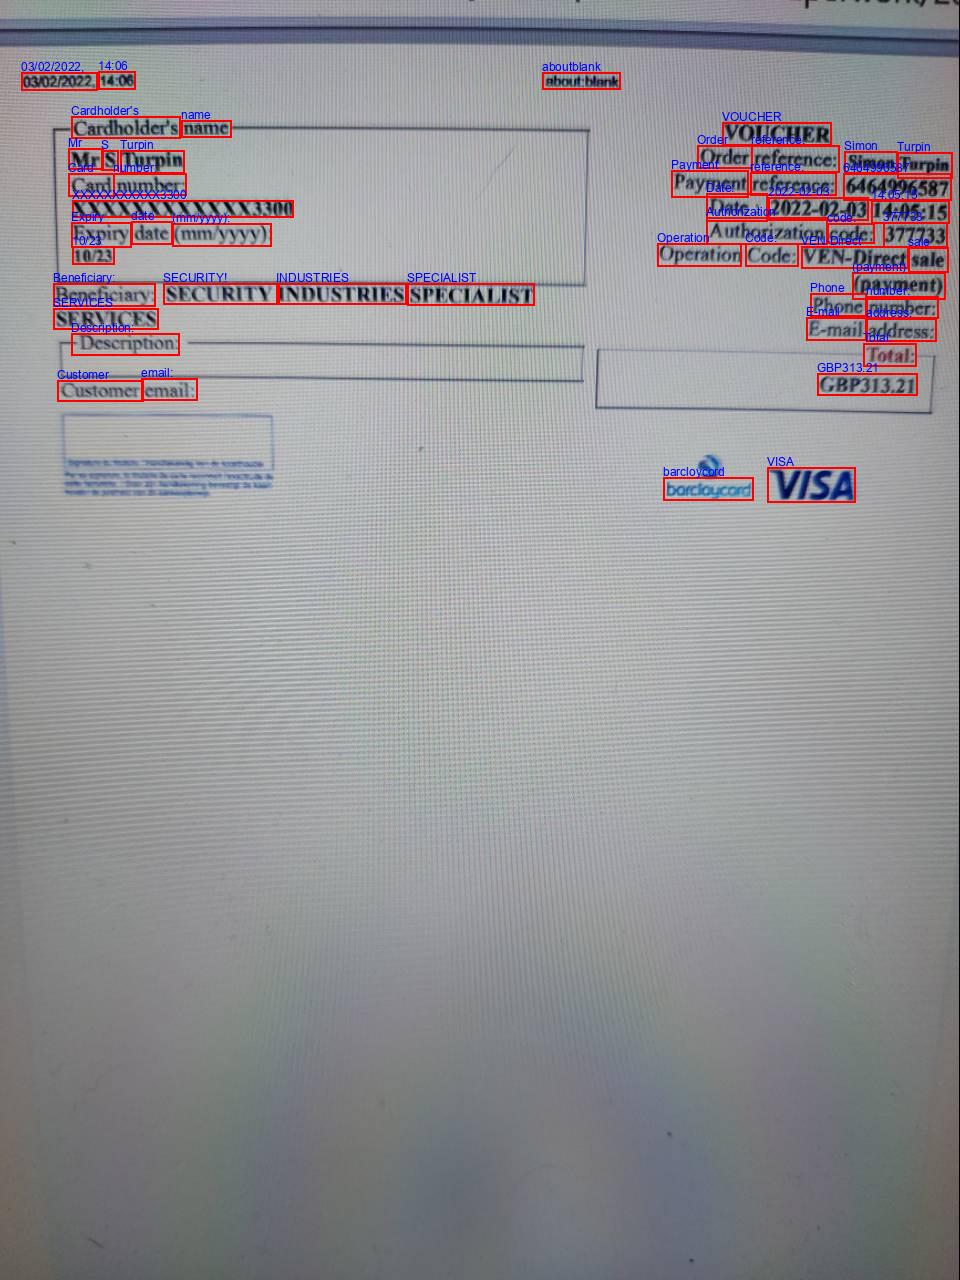 03/02/2022, 14:06 about:blank
Cardholder's name
Mr S Turpin
Card number:
XXXXXXXXXXXX3300
Expiry date (mm/yyyy):
10/23
Beneficiary: SECURITY INDUSTRIES SPECIALIST
SERVICES
Description:
Customer email:
VOUCHER
Order reference: Simon Turpin
Payment reference: 6464996587
Date : 2022-02-03 14:05:15
Authorization code: 377733
Operation Code: VEN-Direct sale
(payment)
Phone number:
E-mail address:
Total:
GBP313.21
barclaycard VISA